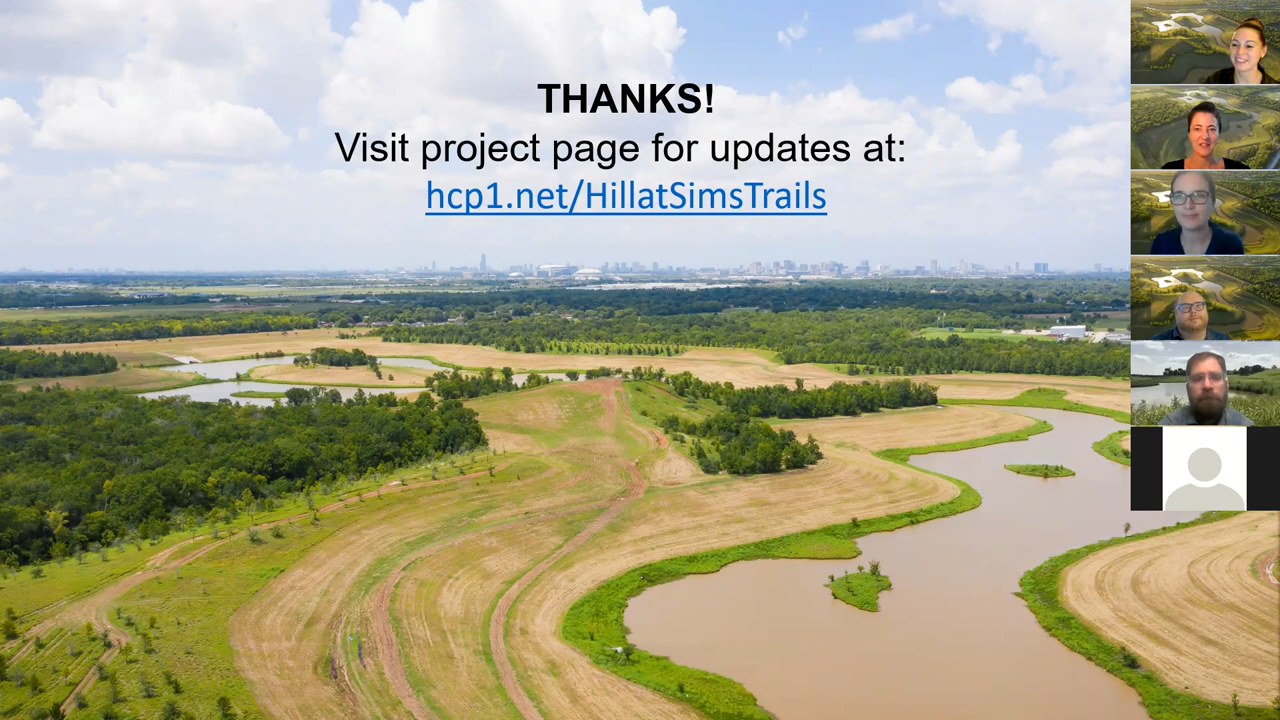 THANKS!
Visit project page for updates at:
hcp1.net/HillatSimsTrails